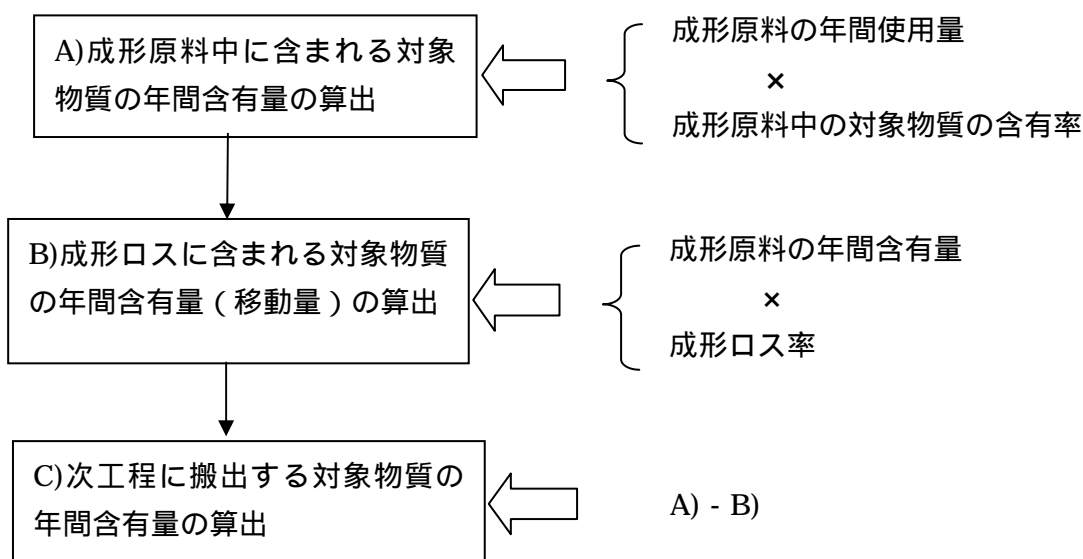 A)成形原料中に含まれる対象
物質の年間含有量の算出
成形原料の年間使用量
×
成形原料中の対象物質の含有率
B)成形ロスに含まれる対象物質
の年間含有量（移動量）の算出
成形原料の年間含有量
×
成形ロス率
C)次工程に搬出する対象物質の
年間含有量の算出
A) - B)